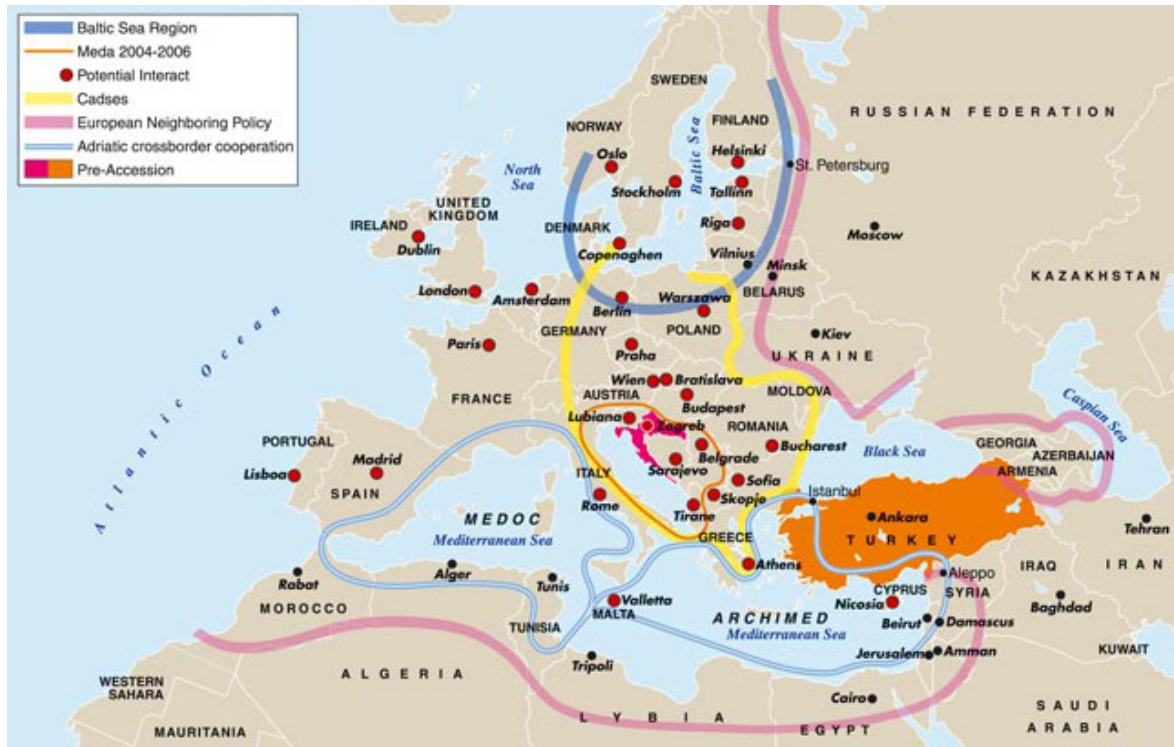 Baltic Sea Region
Meda 2004-2006
Potential Interact
Cadses
European Neighboring Policy
Adriatic crossborder cooperation
Pre-Accession
SWEDEN
RUSSIAN FEDERATION
NORWAY
FINLAND
Baltic Sea
Oslo
Helsinki
St. Petersburg
North
Sea
Stockholm
Tallinn
UNITED
KINGDOM
IRELAND
Dublin
DENMARK
Riga
Moscow
Copenaghen
Vilnius
Minsk
KAZAKHSTAN
London
Amsterdam
Berlin
Warszawa
BELARUS
GERMANY
POLAND
Kiev
Paris
Praha
UKRAINE
Atlantic Ocean
Wien
Bratislava
FRANCE
AUSTRIA
Budapest
MOLDOVA
Caspian Sea
Lubiana
Zagreb
ROMANIA
PORTUGAL
Madrid
Belgrade
Bucharest
Black Sea
GEORGIA
AZERBAIJAN
ARMENIA
Lisboa
SPAIN
ITALY
Sarajevo
Sofia
Rome
Skopje
Istanbul
Tirane
Ankara
MEDOC
Mediterranean Sea
GREECE
TURKEY
Tehran
Athens
Aleppo
IRAQ
IRAN
Rabat
Alger
Tunis
CYPRUS
SYRIA
Nicosia
Baghdad
MOROCCO
Valletta
MALTA
ARCHIMED
Mediterranean Sea
Beirut
Damascus
TUNISIA
Tripoli
Jerusalem
Amman
KUWAIT
WESTERN
SAHARA
ALGERIA
Cairo
SAUDI
ARABIA
MAURITANIA
LYBIA
EGYPT